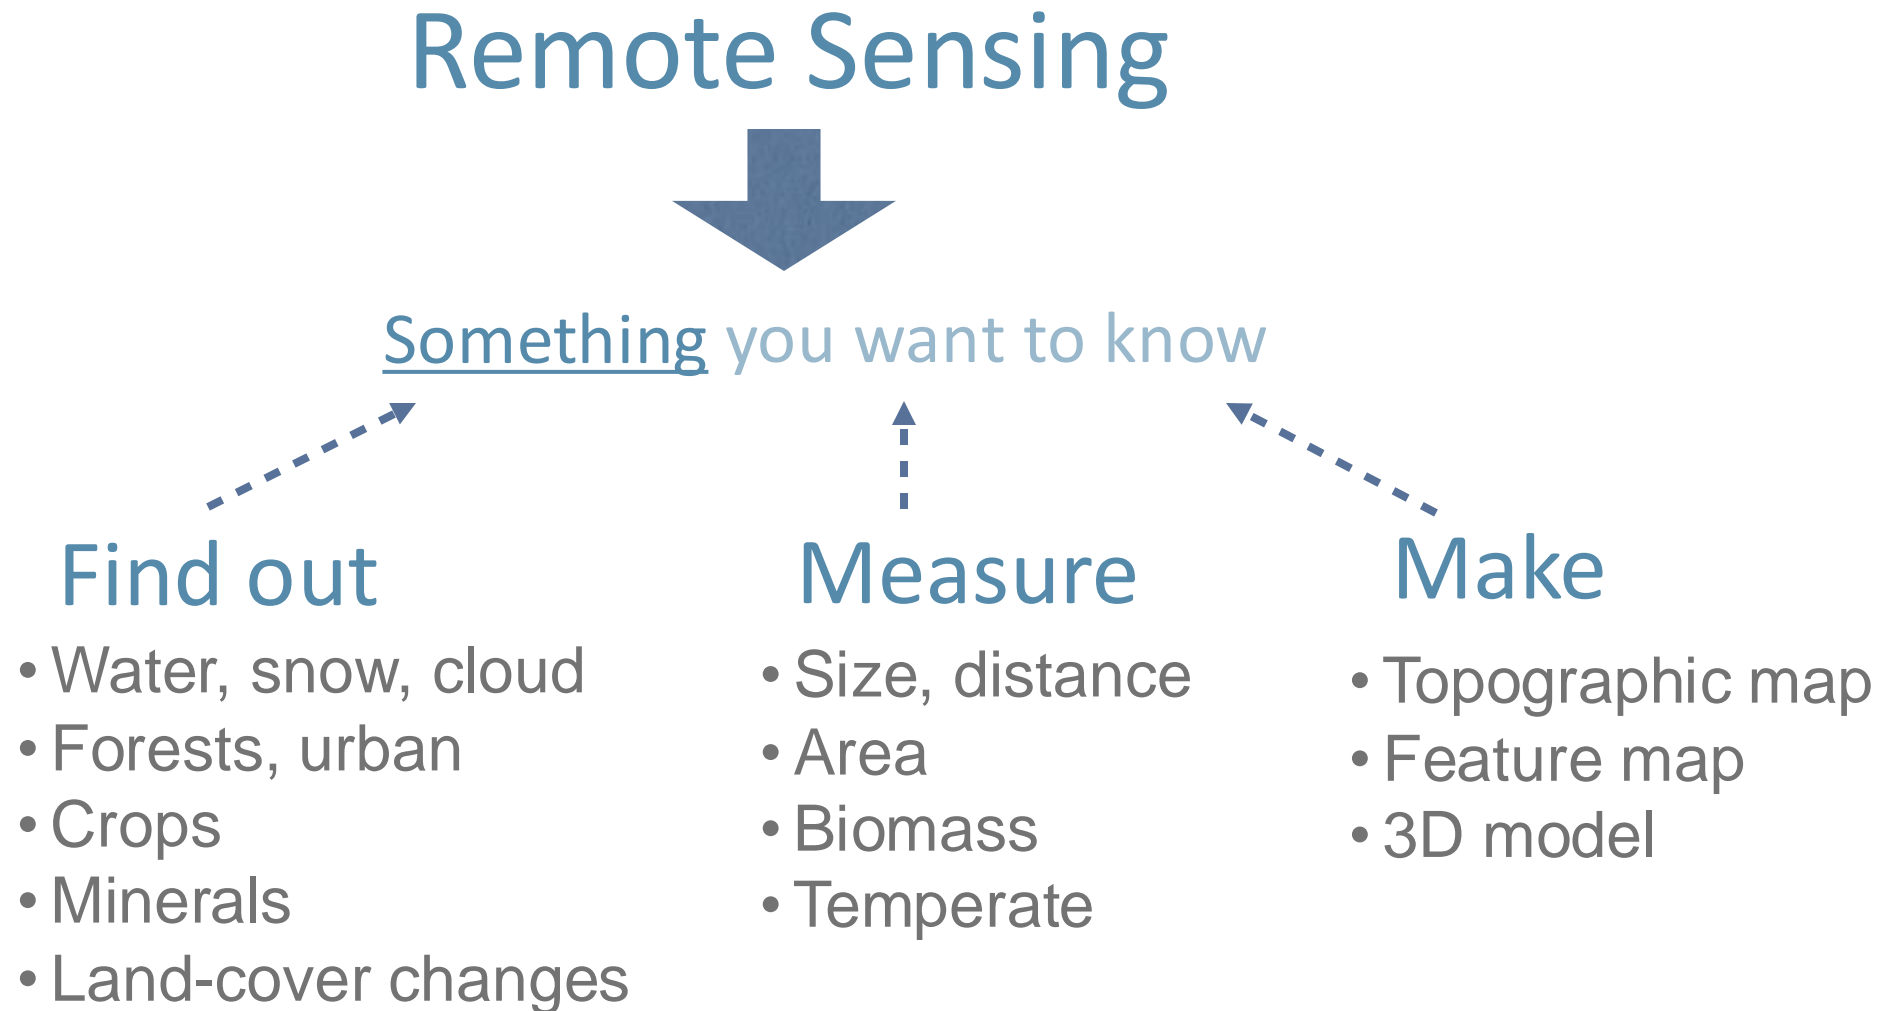 Remote Sensing
Something you want to know
Find out
• Water, snow, cloud
• Forests, urban
• Crops
• Minerals
• Land-cover changes
Measure
• Size, distance
• Area
• Biomass
• Temperate
Make
• Topographic map
• Feature map
• 3D model